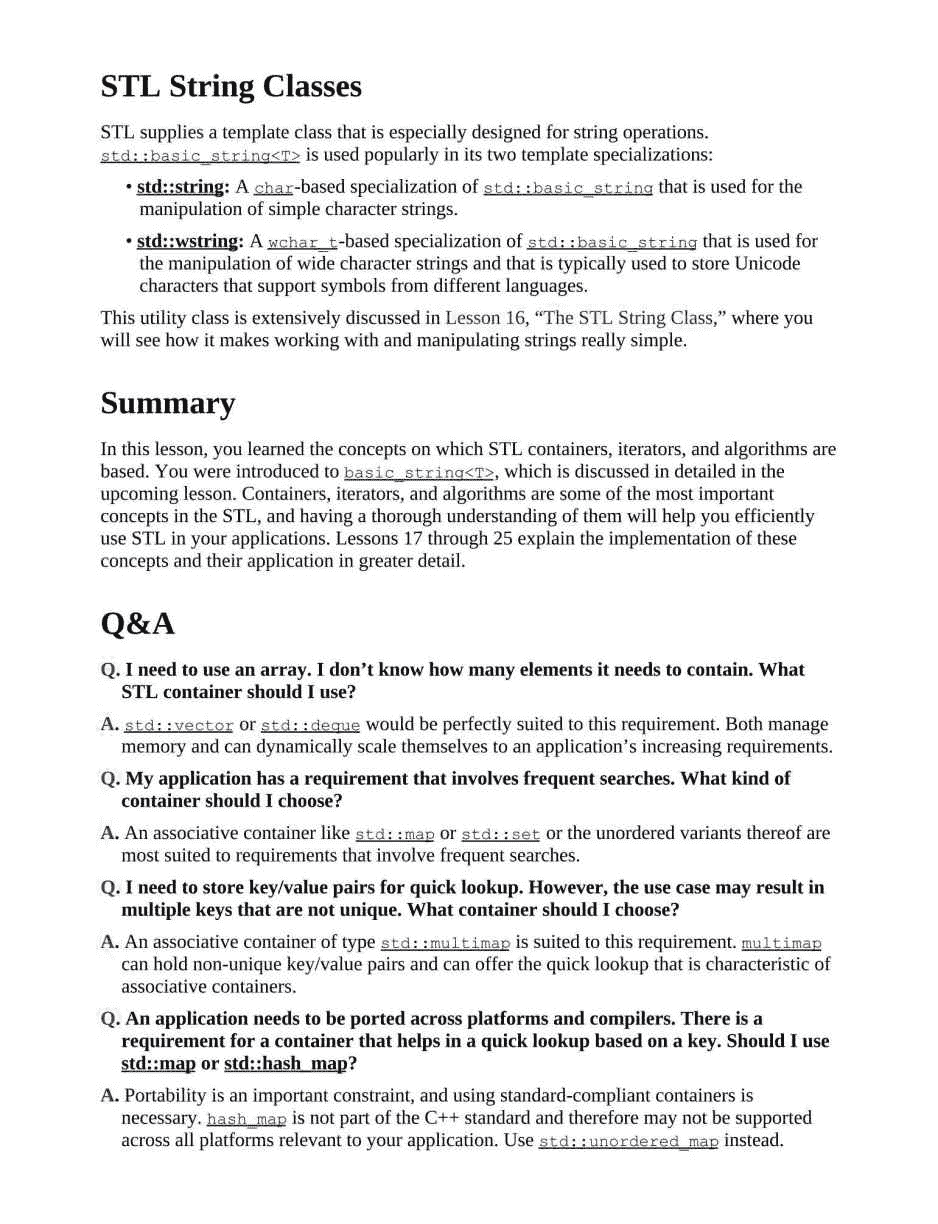 STL String Classes
STL supplies a template class that is especially designed for string operations.
std::basic_string<T> is used popularly in its two template specializations:
• std::string: A char-based specialization of std::basic_string that is used for the
manipulation of simple character strings.
• std::wstring: A wchar_t-based specialization of std::basic_string that is used for
the manipulation of wide character strings and that is typically used to store Unicode
characters that support symbols from different languages.
This utility class is extensively discussed in Lesson 16, “The STL String Class,” where you
will see how it makes working with and manipulating strings really simple.
Summary
In this lesson, you learned the concepts on which STL containers, iterators, and algorithms are
based. You were introduced to basic_string<T>, which is discussed in detailed in the
upcoming lesson. Containers, iterators, and algorithms are some of the most important
concepts in the STL, and having a thorough understanding of them will help you efficiently
use STL in your applications. Lessons 17 through 25 explain the implementation of these
concepts and their application in greater detail.
Q&A
Q. I need to use an array. I don’t know how many elements it needs to contain. What
STL container should I use?
A. std::vector or std::deque would be perfectly suited to this requirement. Both manage
memory and can dynamically scale themselves to an application’s increasing requirements.
Q. My application has a requirement that involves frequent searches. What kind of
container should I choose?
A. An associative container like std::map or std::set or the unordered variants thereof are
most suited to requirements that involve frequent searches.
Q. I need to store key/value pairs for quick lookup. However, the use case may result in
multiple keys that are not unique. What container should I choose?
A. An associative container of type std::multimap is suited to this requirement. multimap
can hold non-unique key/value pairs and can offer the quick lookup that is characteristic of
associative containers.
Q. An application needs to be ported across platforms and compilers. There is a
requirement for a container that helps in a quick lookup based on a key. Should I use
std::map or std::hash_map?
A. Portability is an important constraint, and using standard-compliant containers is
necessary. hash_map is not part of the C++ standard and therefore may not be supported
across all platforms relevant to your application. Use std::unordered_map instead.